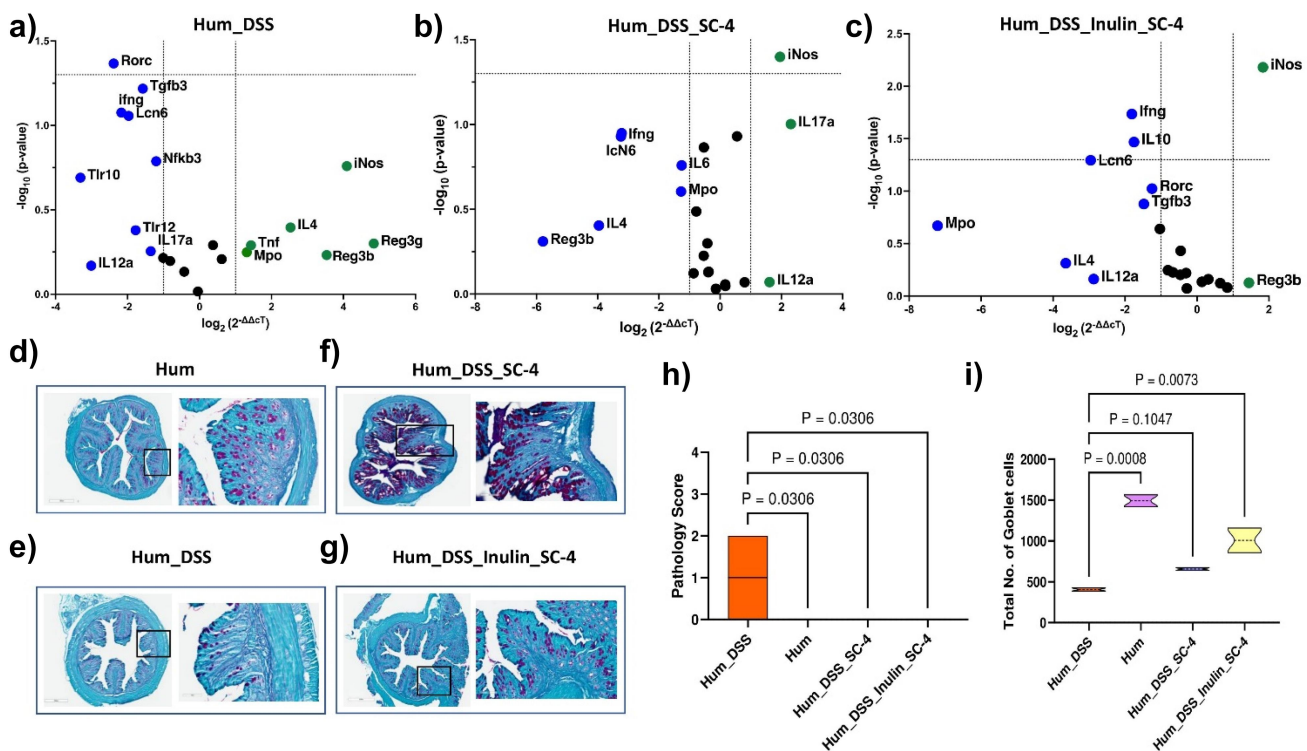 a)
Hum_DSS
-log10 (p-value)
1.5
1.0
0.5
0.0
Rorc
Tgfb3
ifng
Lcn6
Nfkb3
iNos
Tlr10
Tlr12
IL4
IL17a
Tnf
Reg3g
Mpo
Reg3b
IL12a
-4
-2
0
2
4
6
log2 (2-ΔΔcT)
b)
Hum_DSS_SC-4
-log10 (p-value)
1.5
1.0
0.5
0.0
iNos
IL17a
Ifng
IcN6
IL6
Mpo
IL4
Reg3b
IL12a
-8
-6
-4
-2
0
2
4
log2 (2-ΔΔcT)
c)
Hum_DSS_Inulin_SC-4
-log10 (p-value)
2.5
2.0
1.5
1.0
0.5
0.0
iNos
Ifng
IL10
Lcn6
Rorc
Tgfb3
Mpo
IL4
IL12a
Reg3b
-8
-6
-4
-2
0
2
log2 (2-ΔΔcT)
d)
Hum
f)
Hum_DSS_SC-4
e)
Hum_DSS
g)
Hum_DSS_Inulin_SC-4
h)
P = 0.0306
P = 0.0306
P = 0.0306
Pathology Score
4
3
2
1
0
Hum_DSS
Hum
Hum_DSS_SC-4
Hum_DSS_Inulin_SC-4
i)
P = 0.0073
P = 0.1047
P = 0.0008
Total No. of Goblet cells
2000
1500
1000
500
0
Hum_DSS
Hum
Hum_DSS_SC-4
Hum_DSS_Inulin_SC-4